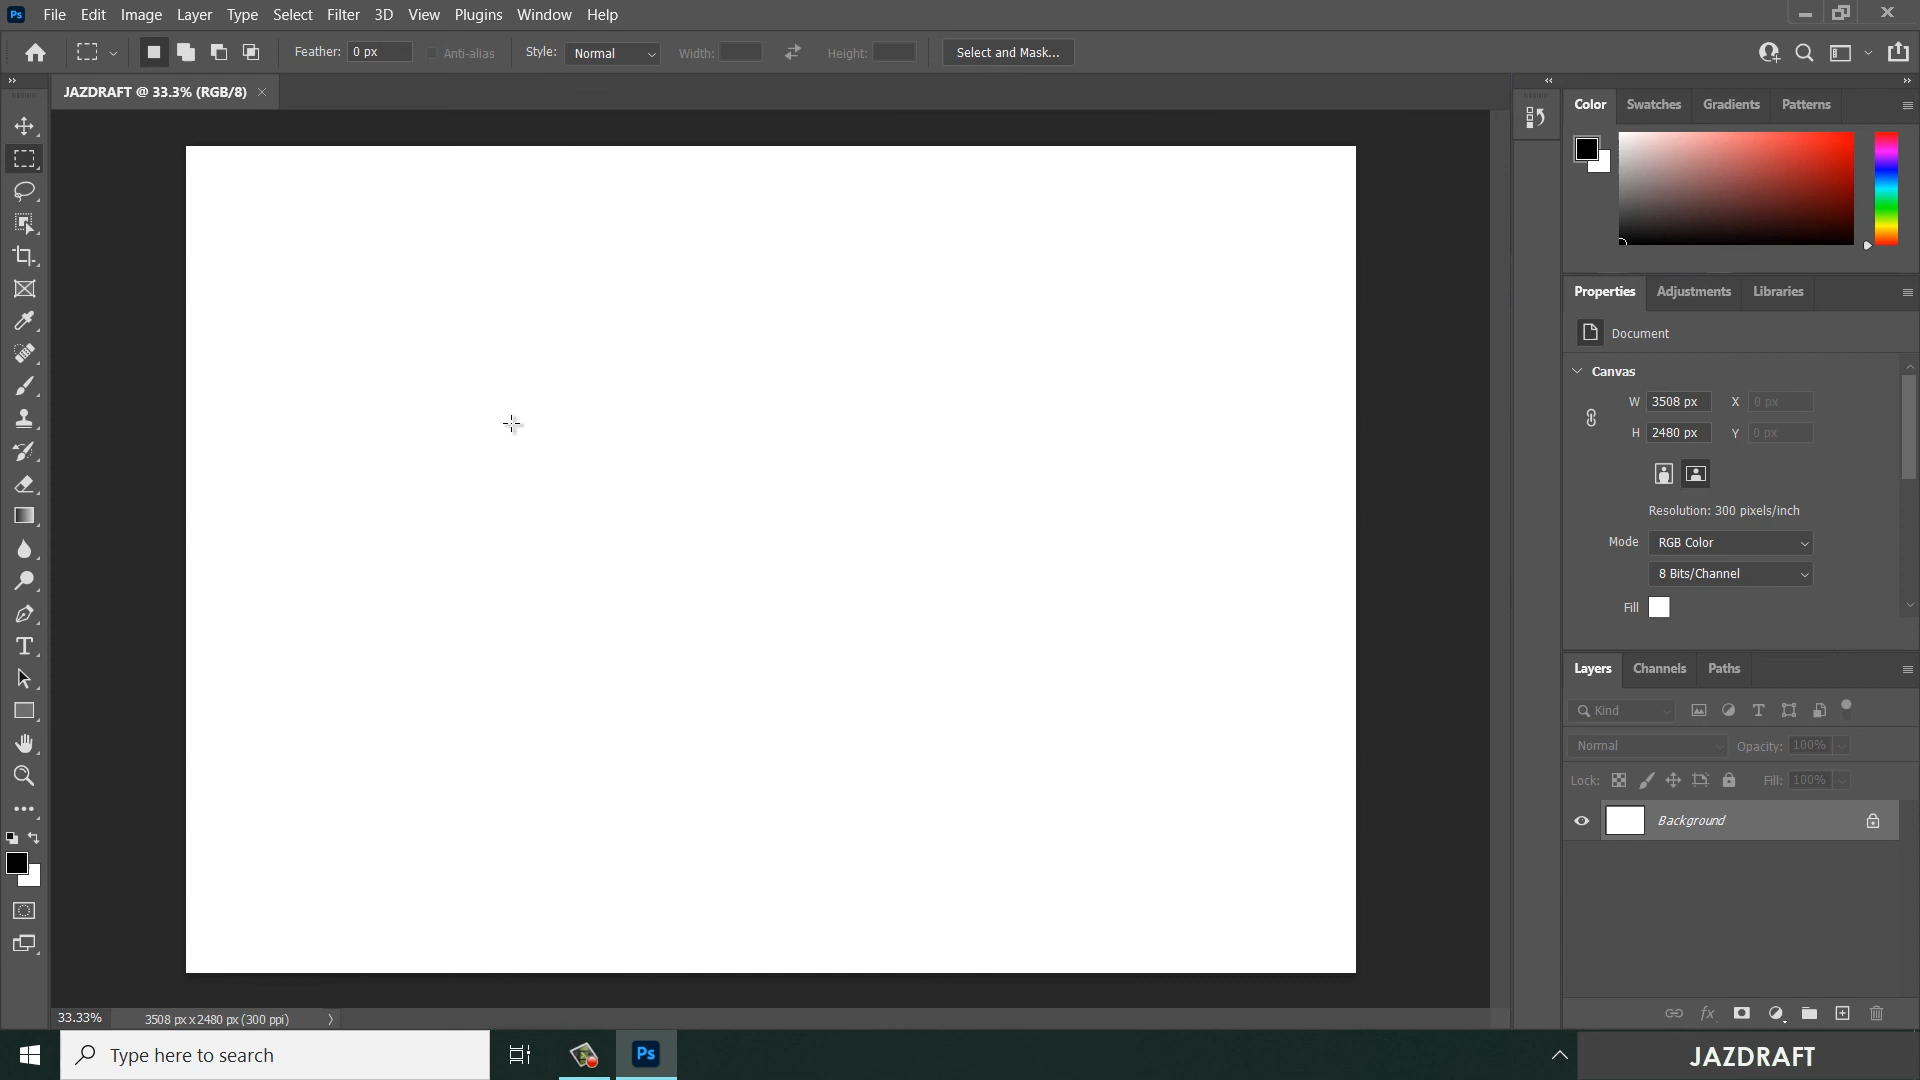 Ps File Edit Image Layer Type Select Filter 3D View Plugins Window Help
Feather: 0 px Anti-alias Style: Normal Width: Height: Select and Mask...
JAZDRAFT @ 33.3% (RGB/8)
Color Swatches Gradients Patterns
Properties Adjustments Libraries
Document
Canvas
W 3508 px X 0 px
H 2480 px Y 0 px
Resolution: 300 pixels/inch
Mode RGB Color
8 Bits/Channel
Fill
Layers Channels Paths
Kind
Normal Opacity: 100%
Lock: Fill: 100%
Background
33.33% 3508 px x 2480 px (300 ppi)
Type here to search Ps JAZDRAFT